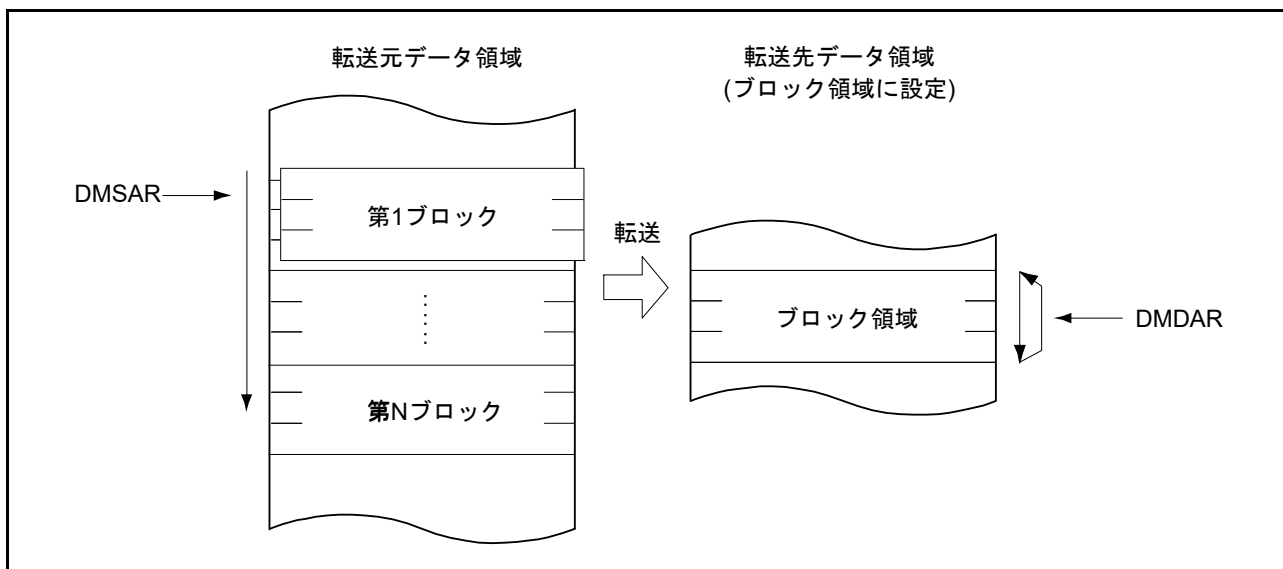 転送元データ領域
転送先データ領域
(ブロック領域に設定)
DMSAR
第1ブロック
転送
ブロック領域
DMDAR
第Nブロック